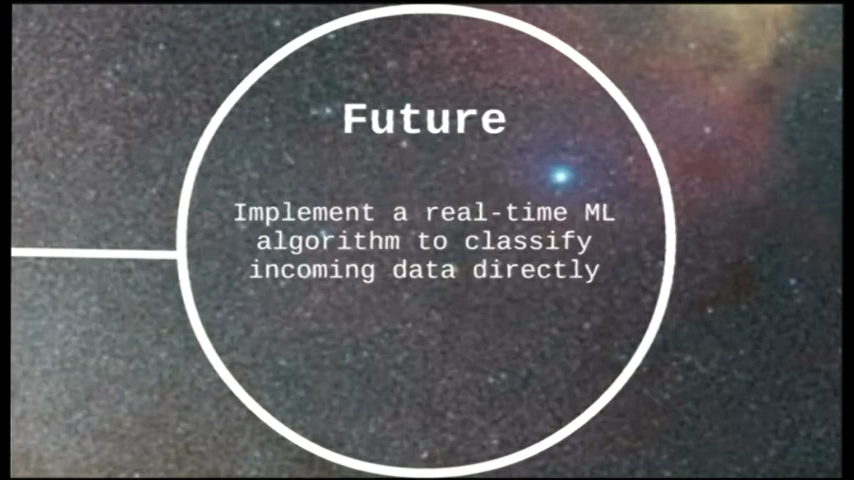 Future
Implement a real-time ML
algorithm to classify
incoming data directly